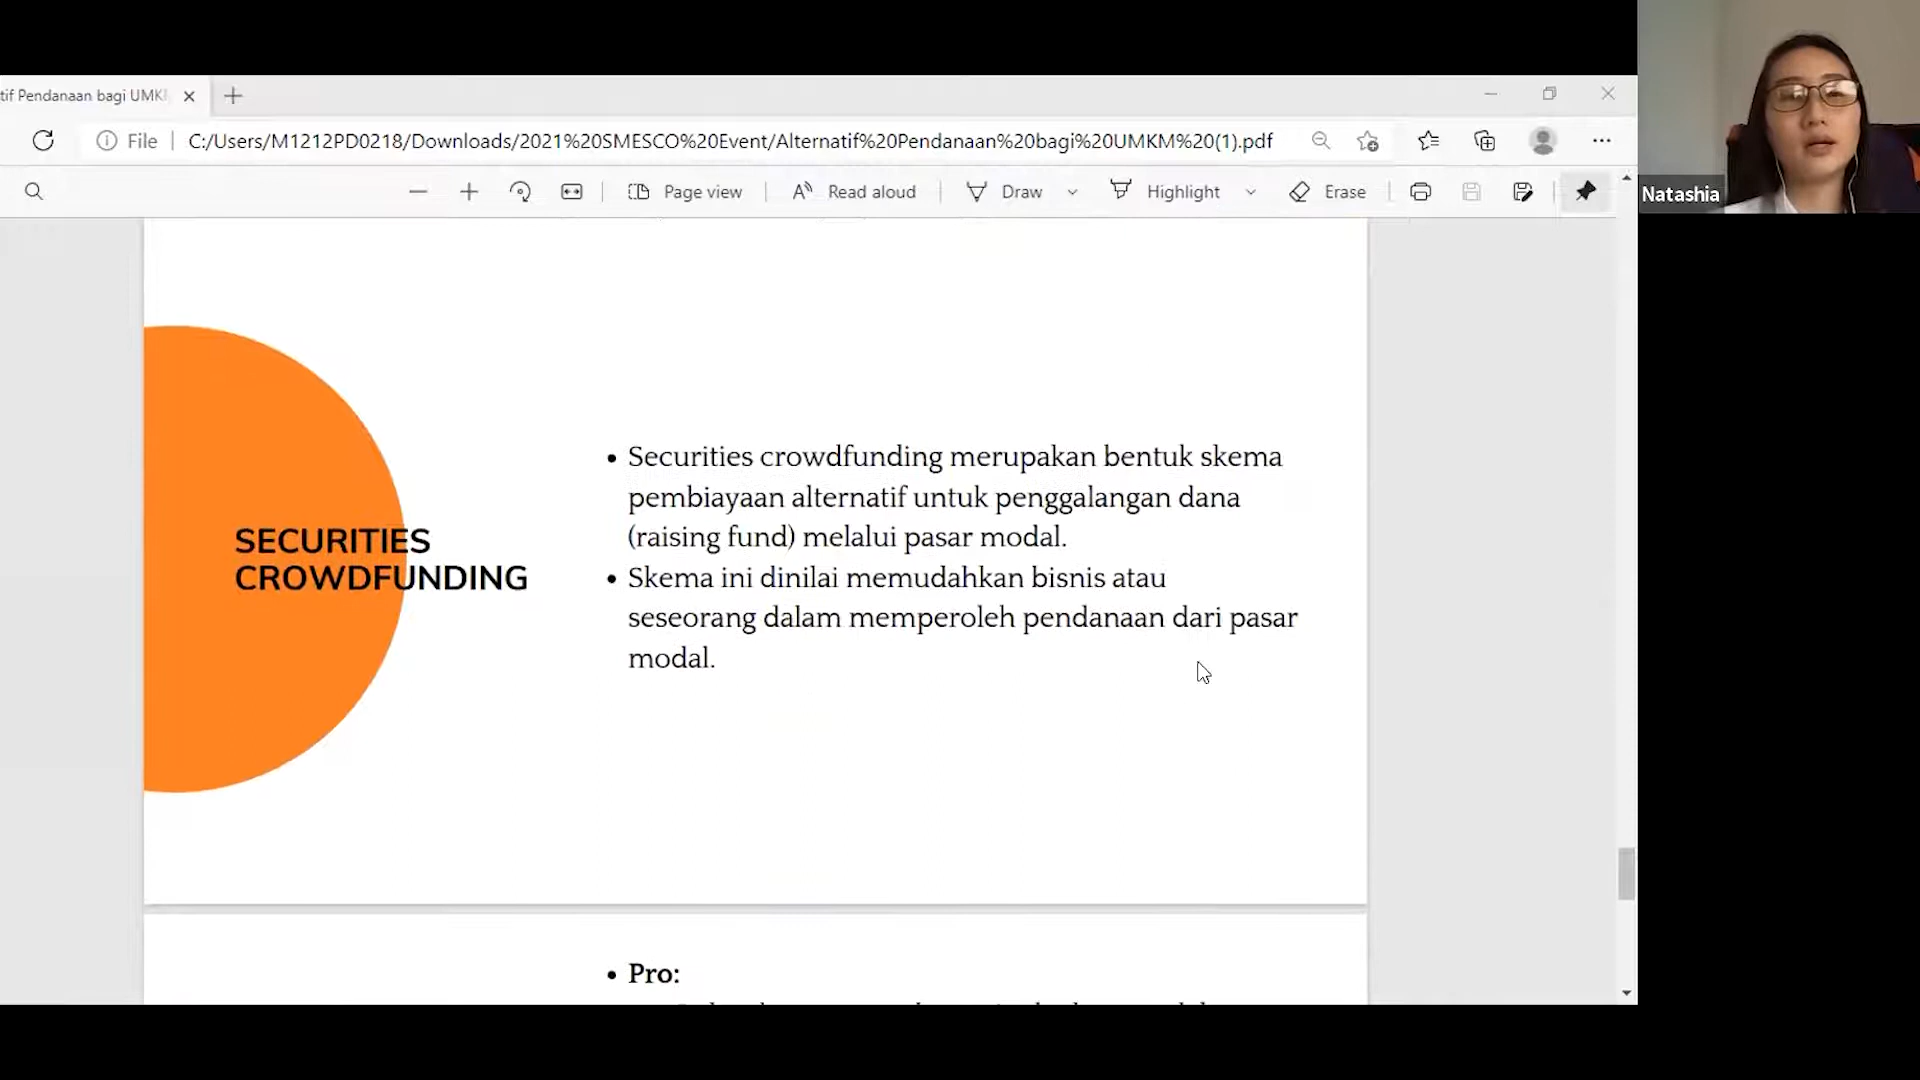 tif Pendanaan bagi UMK
File
C:/Users/M1212PD0218/Downloads/2021%20SMESCO%20Event/Alternatif%20Pendanaan%20bagi%20UMKM%20(1).pdf
Page view
Read aloud
Draw
Highlight
Erase
Natashia
SECURITIES
CROWDFUNDING
• Securities crowdfunding merupakan bentuk skema
pembiayaan alternatif untuk penggalangan dana
(raising fund) melalui pasar modal.
• Skema ini dinilai memudahkan bisnis atau
seseorang dalam memperoleh pendanaan dari pasar
modal.
• Pro: